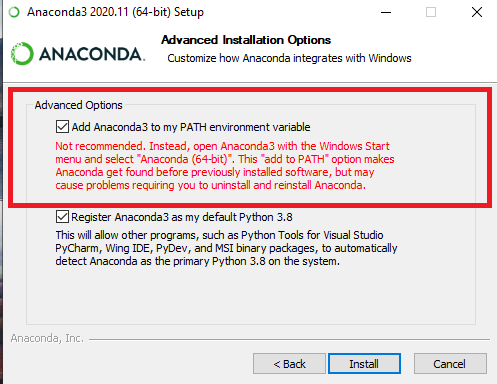 Anaconda3 2020.11 (64-bit) Setup
ANACONDA.
Advanced Installation Options
Customize how Anaconda integrates with Windows
Advanced Options
Add Anaconda3 to my PATH environment variable
Not recommended. Instead, open Anaconda3 with the Windows Start
menu and select "Anaconda (64-bit)". This "add to PATH" option makes
Anaconda get found before previously installed software, but may
cause problems requiring you to uninstall and reinstall Anaconda.
Register Anaconda3 as my default Python 3.8
This will allow other programs, such as Python Tools for Visual Studio
PyCharm, Wing IDE, PyDev, and MSI binary packages, to automatically
detect Anaconda as the primary Python 3.8 on the system.
Anaconda, Inc.
< Back
Install
Cancel